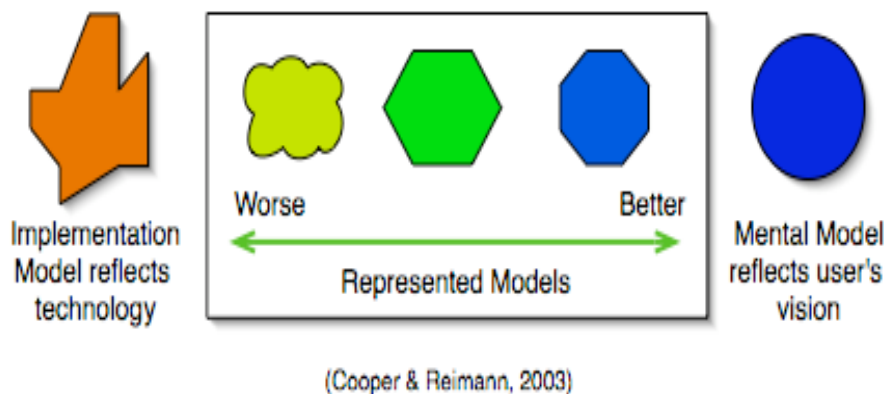 Worse
Better
Represented Models
Implementation
Model reflects
technology
Mental Model
reflects user's
vision
(Cooper & Reimann, 2003)